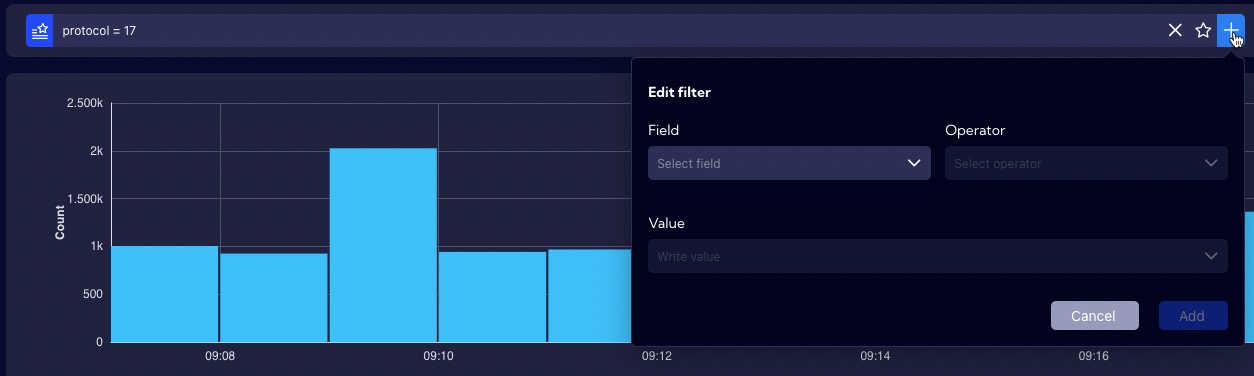 protocol = 17
Edit filter
Field
Operator
Select field
Select operator
Value
Write value
Cancel
Add
Count
2.500k
2k
1.500k
1k
500
0
09:08
09:10
09:12
09:14
09:16